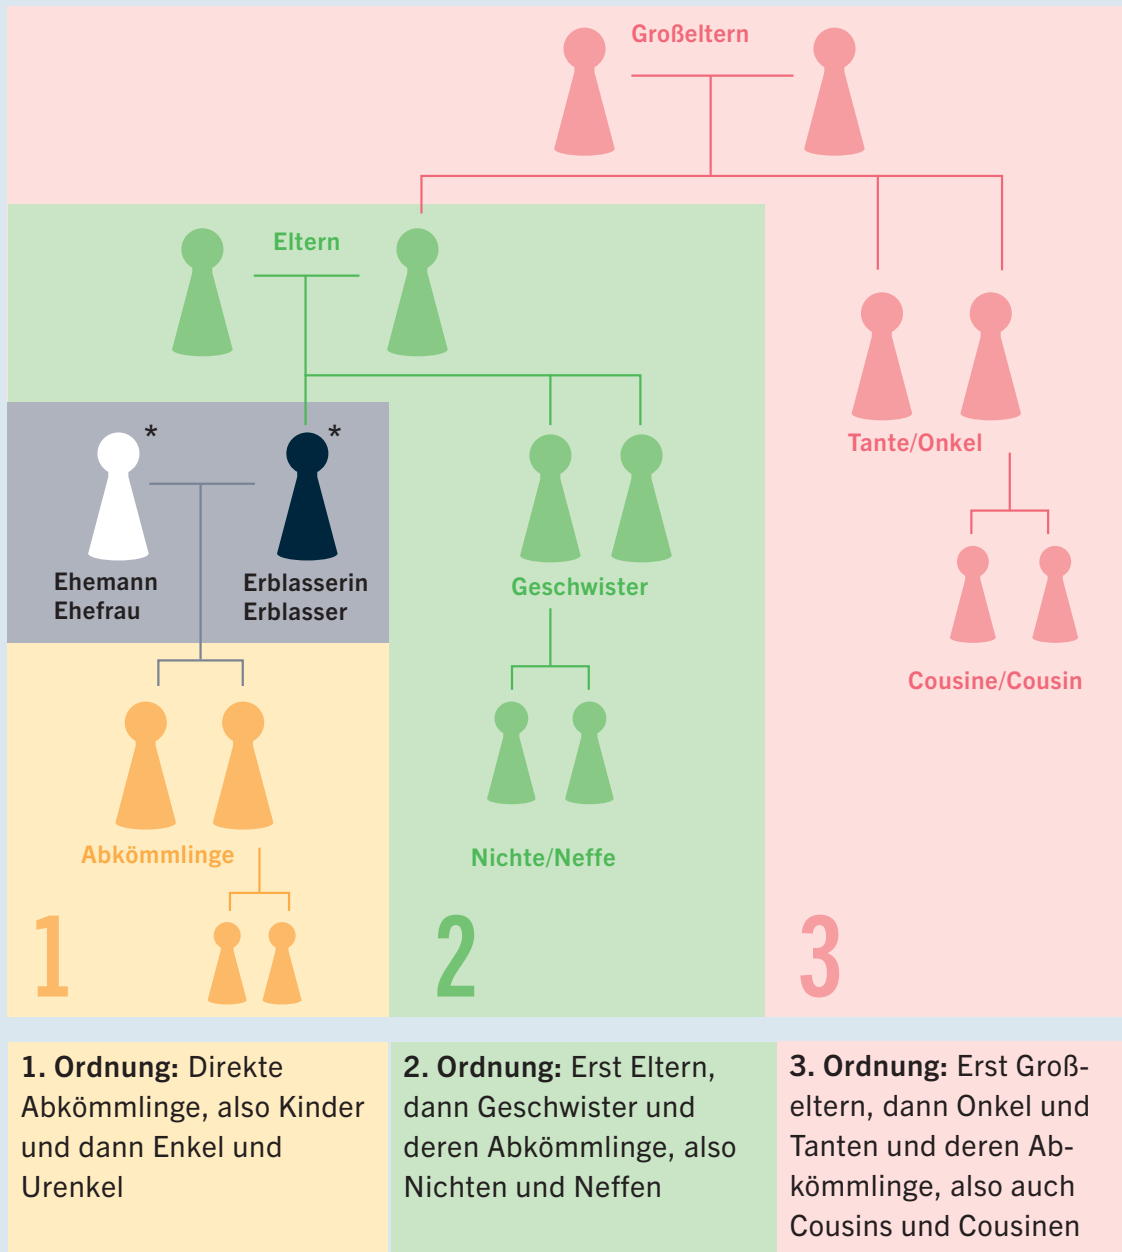 Großeltern
Eltern
*
*
Tante/Onkel
Ehemann
Ehefrau
Erblasserin
Erblasser
Geschwister
Cousine/Cousin
Abkömmlinge
Nichte/Neffe
1
2
3
1. Ordnung: Direkte
Abkömmlinge, also Kinder
und dann Enkel und
Urenkel
2. Ordnung: Erst Eltern,
dann Geschwister und
deren Abkömmlinge, also
Nichten und Neffen
3. Ordnung: Erst Groß-
eltern, dann Onkel und
Tanten und deren Ab-
kömmlinge, also auch
Cousins und Cousinen